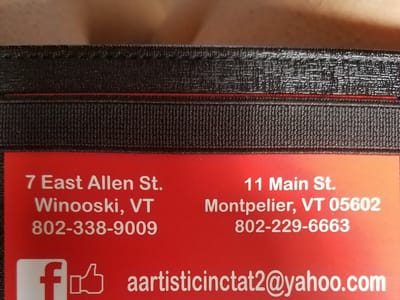 7 East Allen St.
Winooski, VT
802-338-9009
11 Main St.
Montpelier, VT 05602
802-229-6663
f
aartisticinctat2@yahoo.com